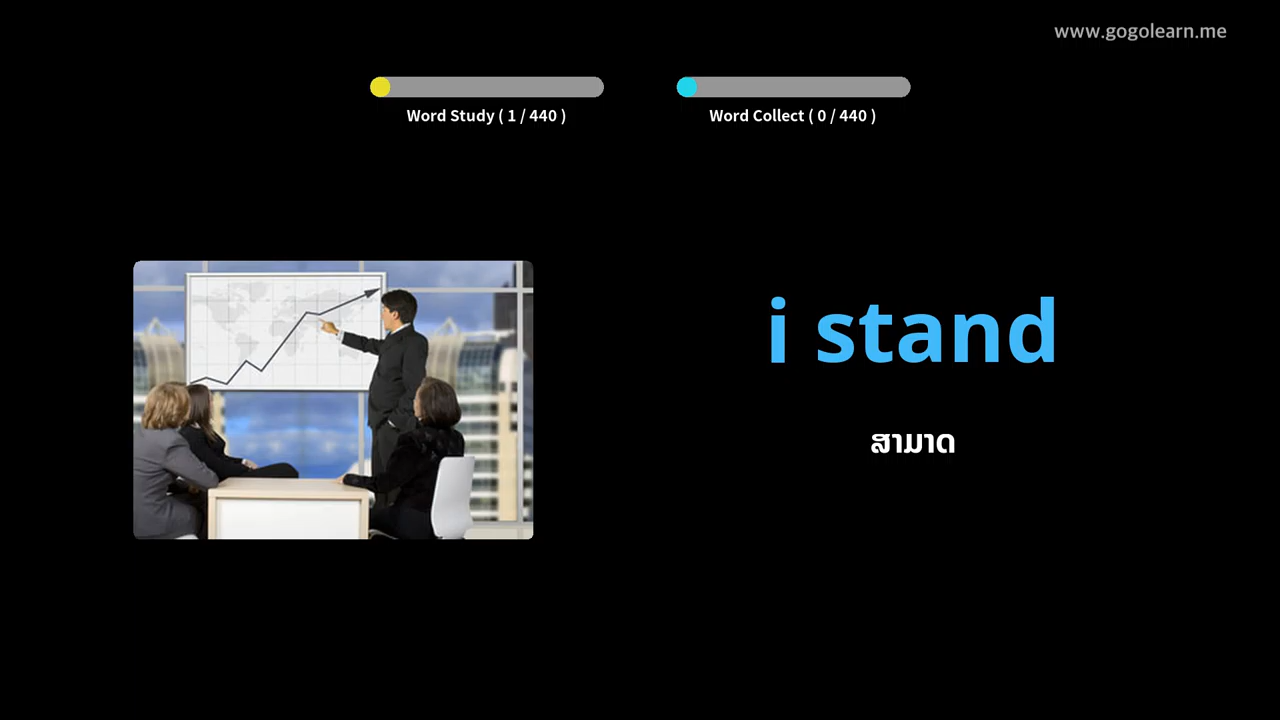 www.gogolearn.me
Word Study ( 1 / 440 )
Word Collect ( 0 / 440 )
i stand
ສາມາດ